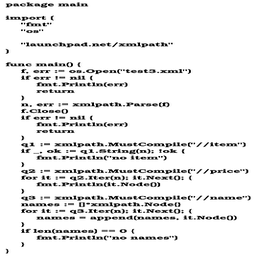 package main

import (
    "fmt"
    "os"

    "launchpad.net/xmlpath"
)

func main() {
    f, err := os.Open("test3.xml")
    if err != nil {
        fmt.Println(err)
        return
    }
    n, err := xmlpath.Parse(f)
    f.Close()
    if err != nil {
        fmt.Println(err)
        return
    }
    q1 := xmlpath.MustCompile("//item")
    if _, ok := q1.String(n); !ok {
        fmt.Println("no item")
    }
    q2 := xmlpath.MustCompile("//price")
    for it := q2.Iter(n); it.Next(); {
        fmt.Println(it.Node())
    }
    q3 := xmlpath.MustCompile("//name")
    names := []*xmlpath.Node{}
    for it := q3.Iter(n); it.Next(); {
        names = append(names, it.Node())
    }
    if len(names) == 0 {
        fmt.Println("no names")
    }
}